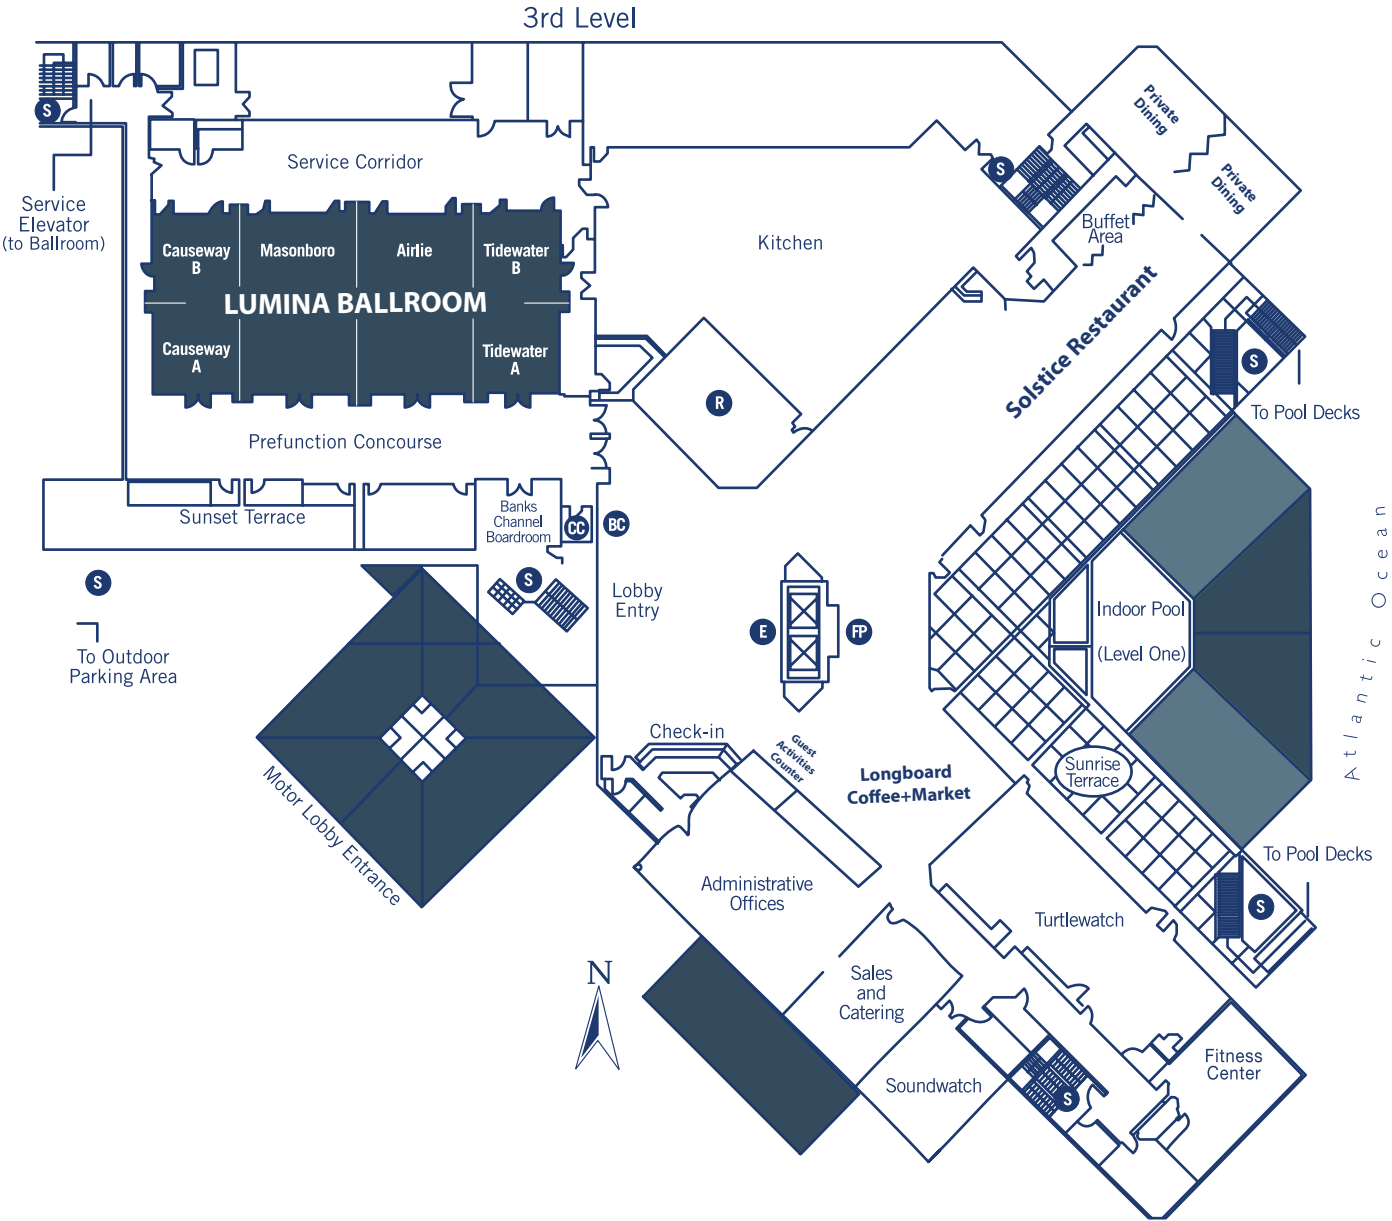 3rd Level
Private
Dining
Private
Dining
S
S
Service Corridor
Service
Elevator
(to Ballroom)
Buffet
Area
Kitchen
Causeway
B
Masonboro
Airlie
Tidewater
B
LUMINA BALLROOM
Causeway
A
Tidewater
A
Solstice Restaurant
S
To Pool Decks
R
Prefunction Concourse
Sunset Terrace
Banks
Channel
Boardroom
CC
BC
Atlantic Ocean
S
S
Lobby
Entry
Indoor Pool
(Level One)
E
FP
To Outdoor
Parking Area
Check-in
Guest
Activities
Counter
Longboard
Coffee+Market
Sunrise
Terrace
Motor Lobby Entrance
To Pool Decks
S
Administrative
Offices
Turtlewatch
N
Sales
and
Catering
Soundwatch
S
Fitness
Center